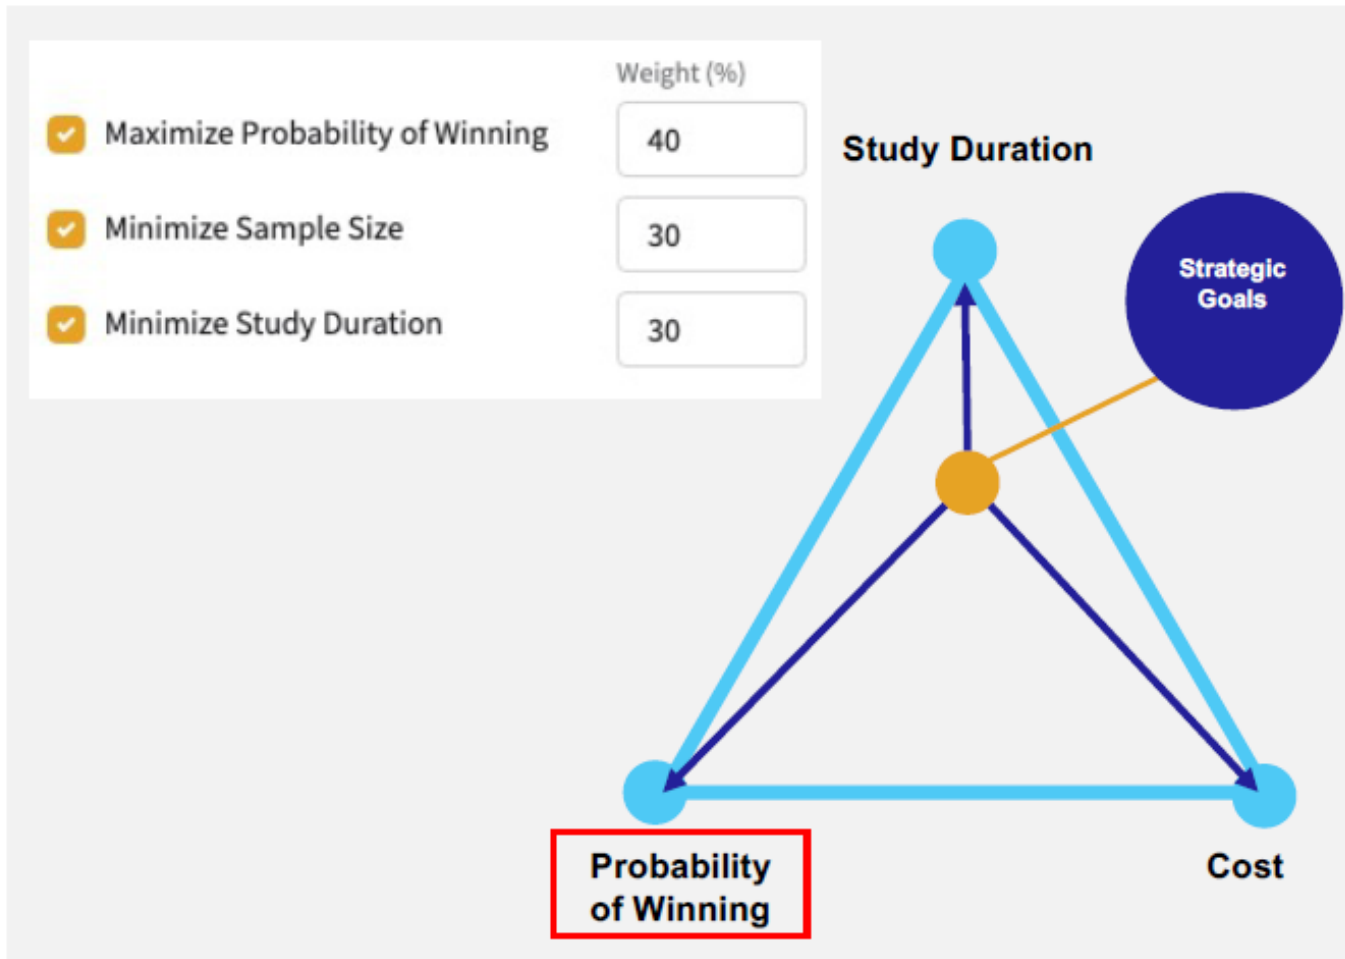 Weight (%)
Maximize Probability of Winning
40
Minimize Sample Size
30
Minimize Study Duration
30
Study Duration
Strategic
Goals
Probability
of Winning
Cost